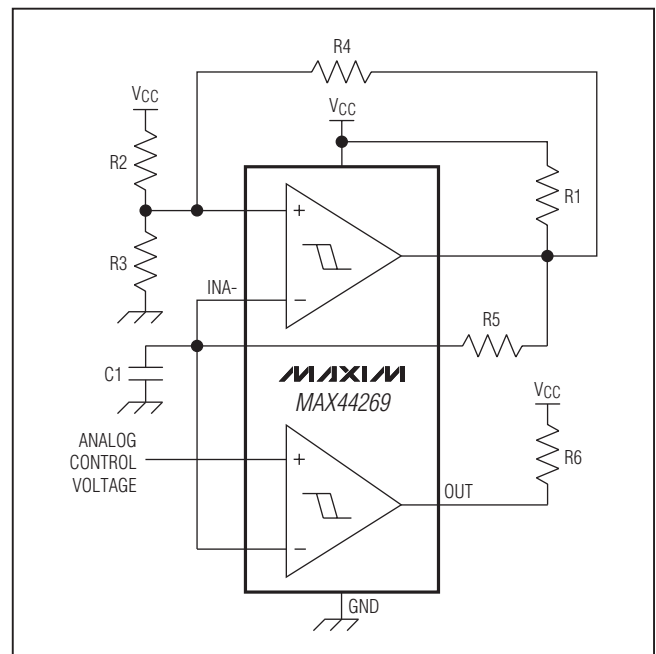 R4
VCC
VCC
R2
R1
+
R3
INA-
−
R5
C1
MAXIM
MAX44269
VCC
ANALOG
CONTROL
VOLTAGE
+
R6
OUT
−
GND